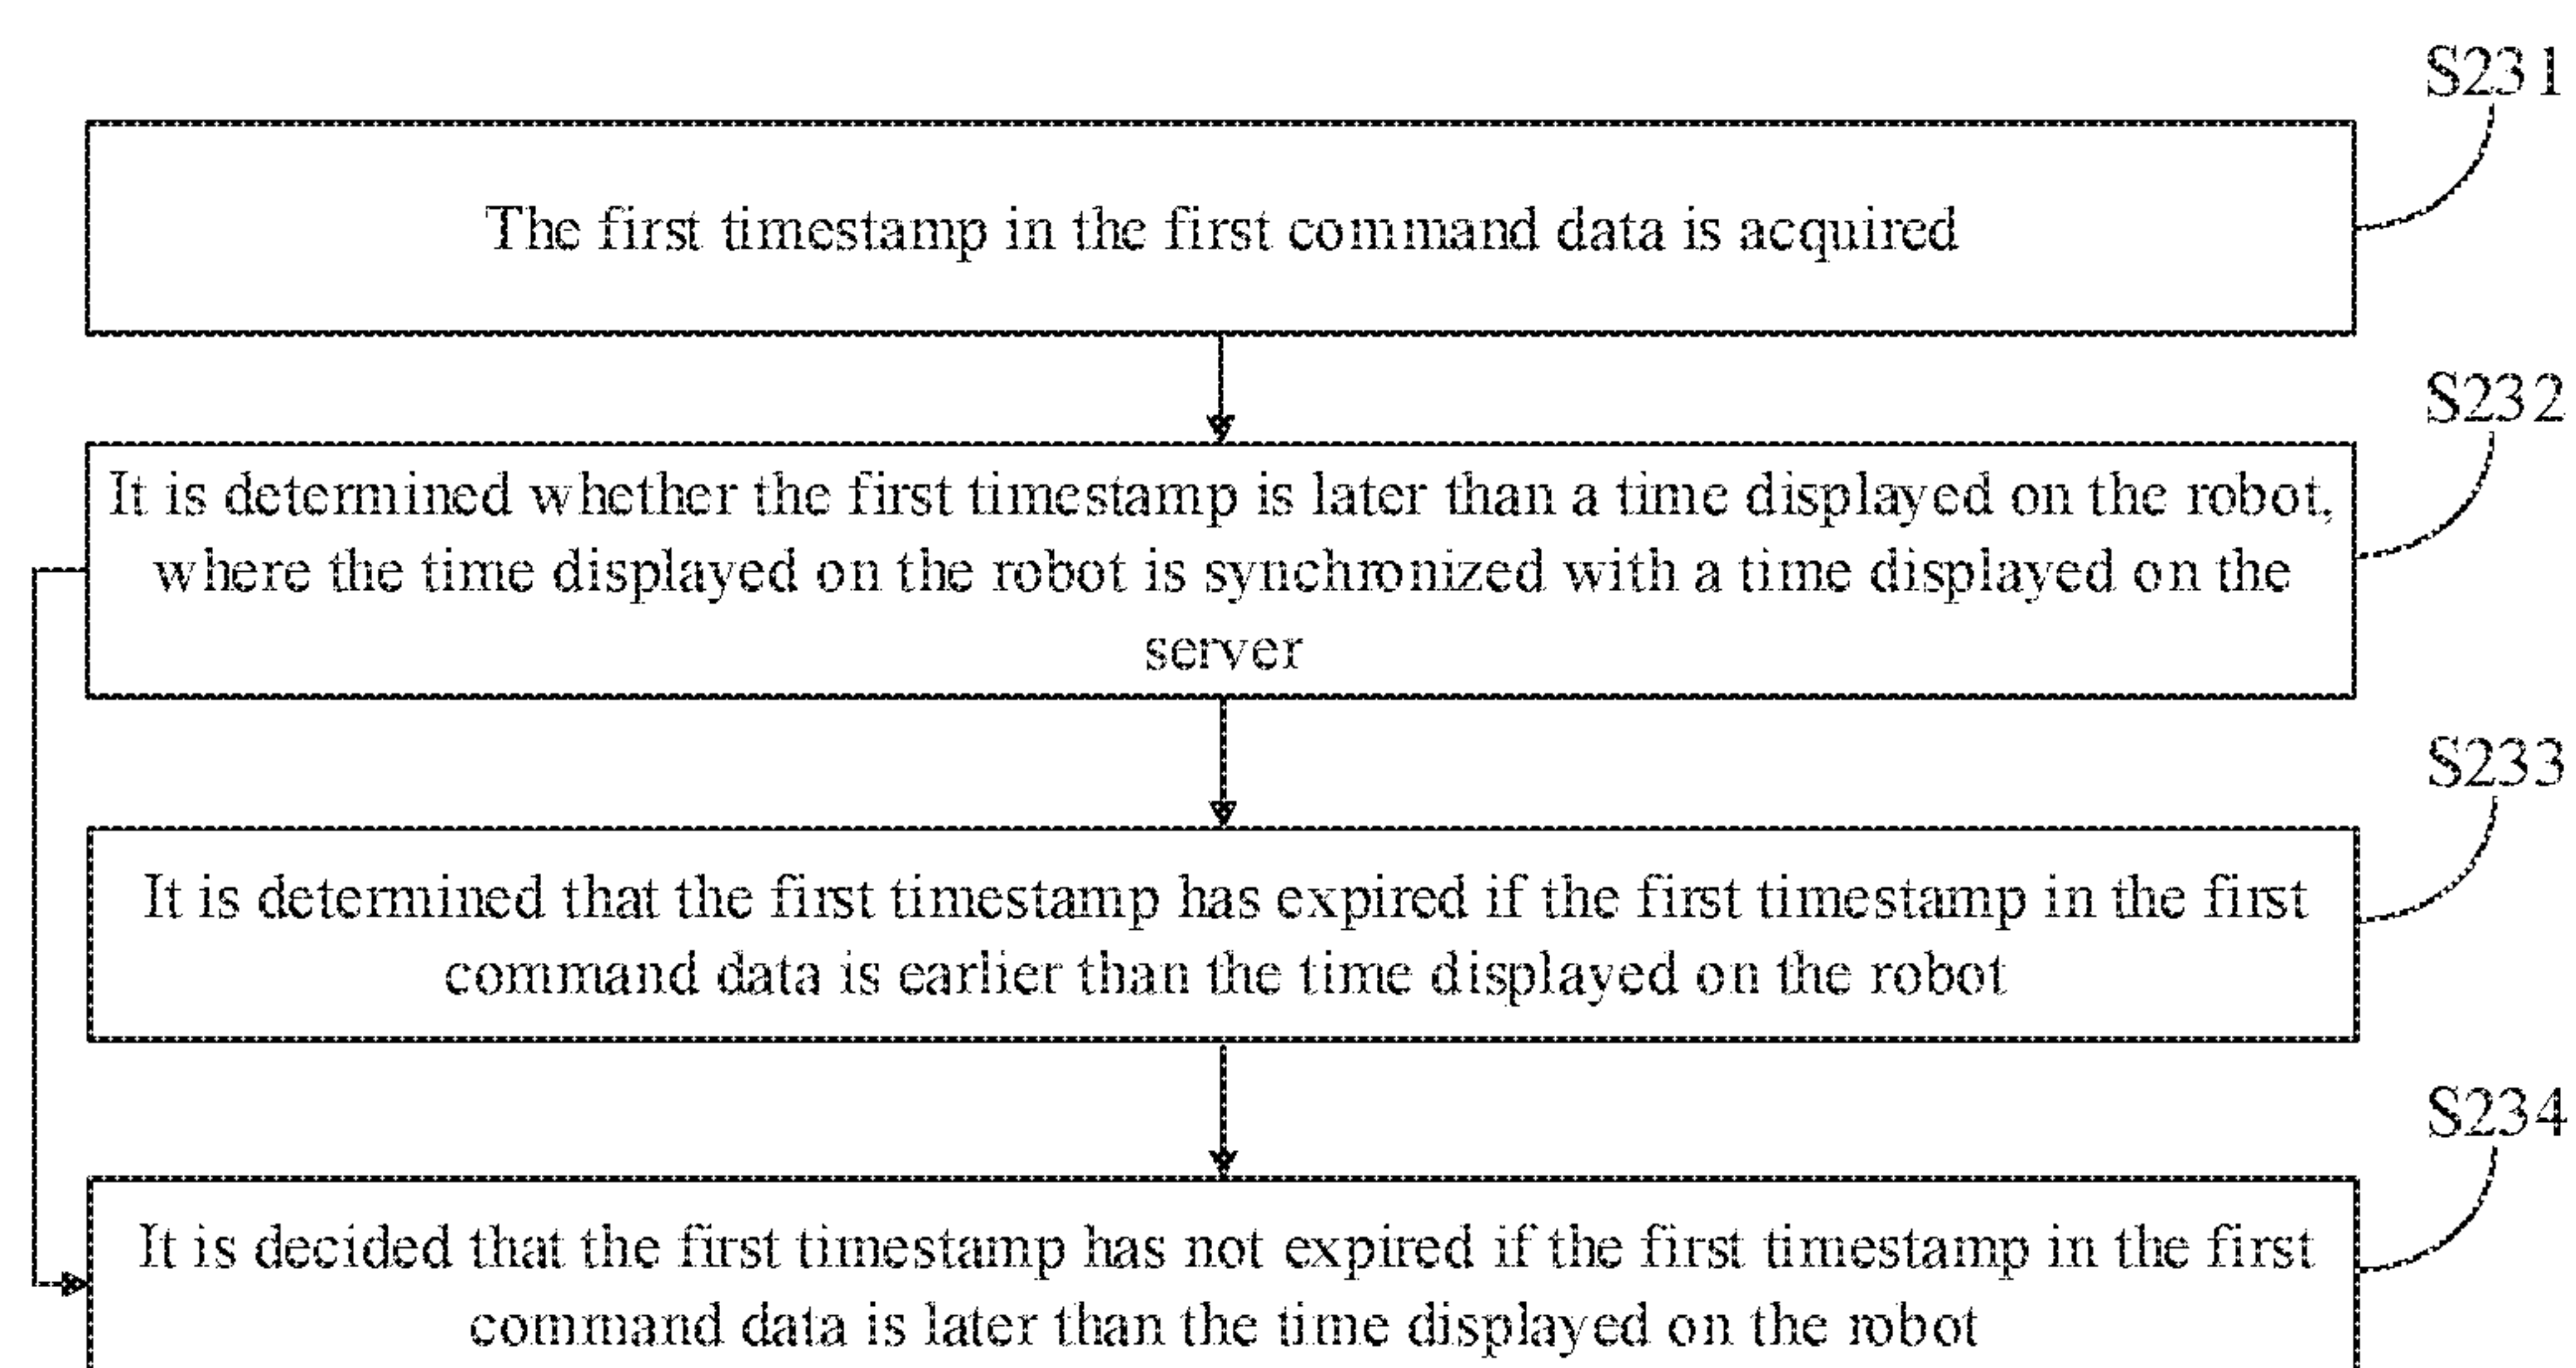 S231
The first timestamp in the first command data is acquired
S232
It is determined whether the first timestamp is later than a time displayed on the robot,
where the time displayed on the robot is synchronized with a time displayed on the
server
S233
It is determined that the first timestamp has expired if the first timestamp in the first
command data is earlier than the time displayed on the robot
S234
It is decided that the first timestamp has not expired if the first timestamp in the first
command data is later than the time displayed on the robot